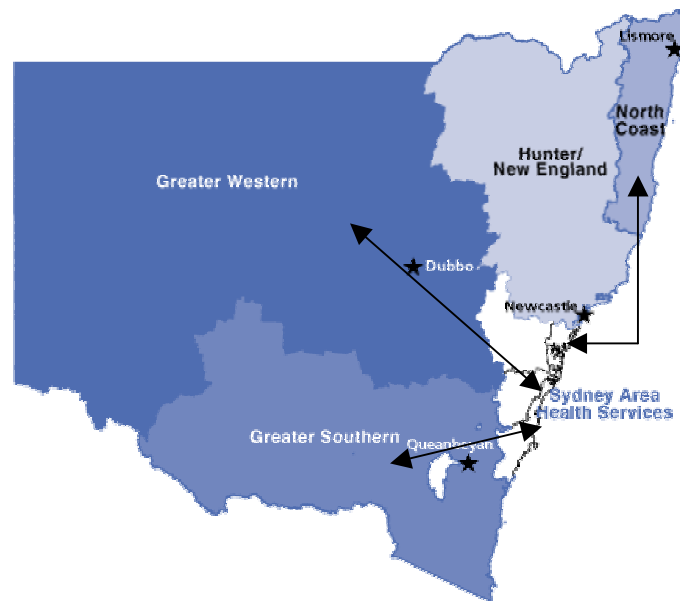 Lismore
North
Coast
Hunter/
New England
Greater Western
Dubbo
Newcastle
Sydney Area
Health Services
Greater Southern
Queanbeyan